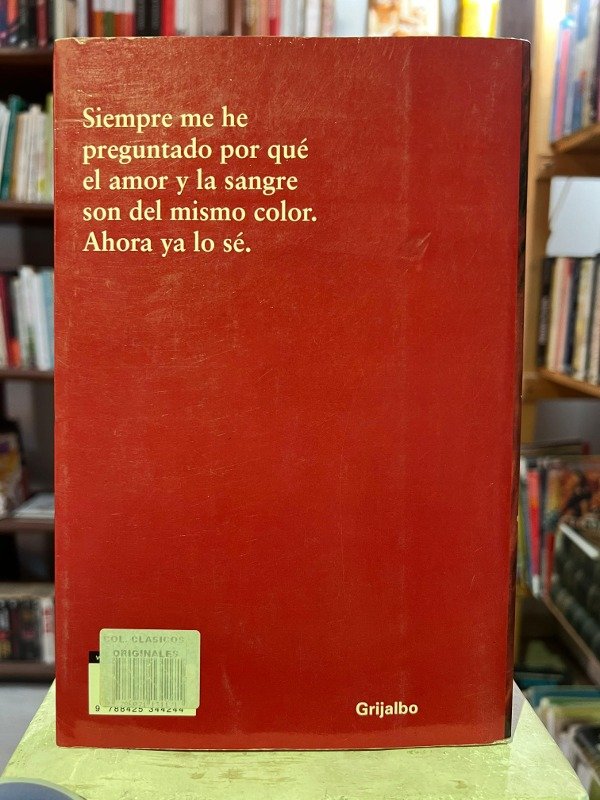 Siempre me he
preguntado por qué
el amor y la sangre
son del mismo color.
Ahora ya lo sé.
COL. CLASICOS
ORIGINALES
9 788425 344244
Grijalbo